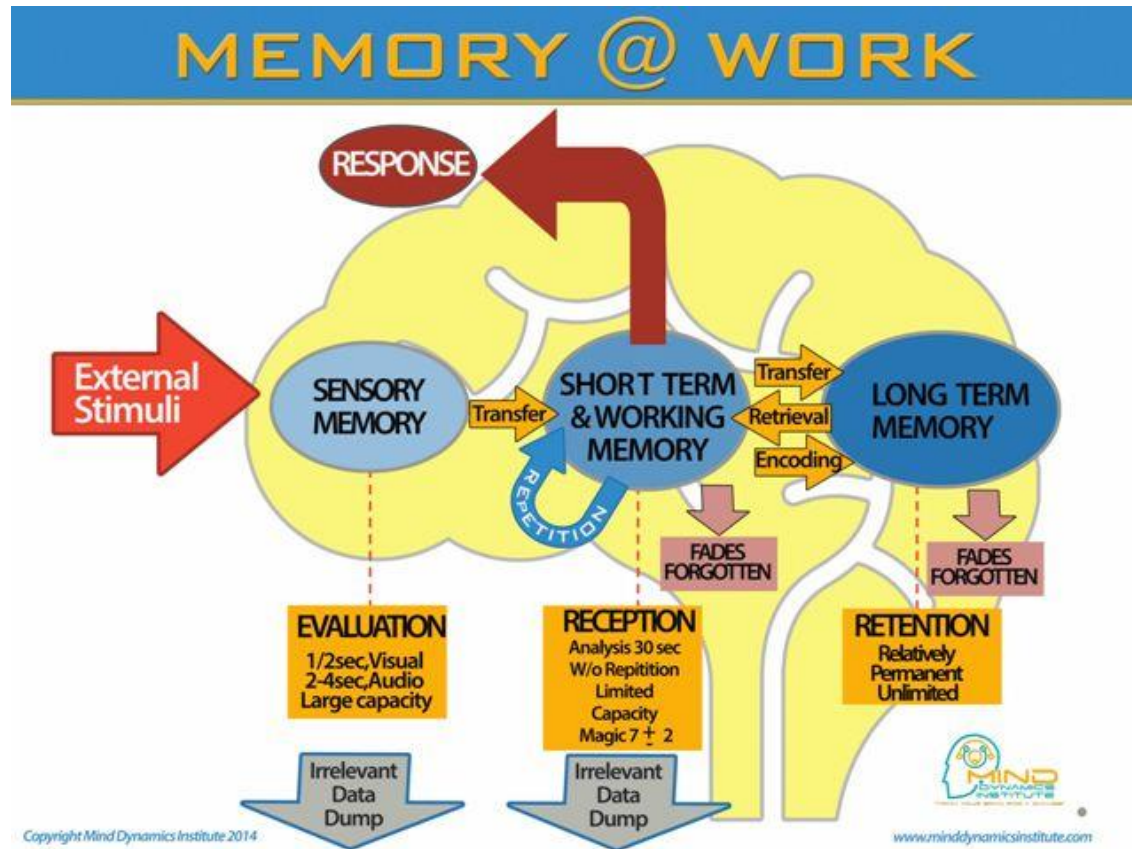 MEMORY @ WORK
RESPONSE
External
Stimuli
SENSORY
MEMORY
Transfer
SHORT TERM
& WORKING
MEMORY
REPETITION
Transfer
Retrieval
Encoding
LONG TERM
MEMORY
FADES
FORGOTTEN
FADES
FORGOTTEN
EVALUATION
1/2sec,Visual
2-4sec,Audio
Large capacity
RECEPTION
Analysis 30 sec
W/o Repitition
Limited
Capacity
Magic 7 ± 2
RETENTION
Relatively
Permanent
Unlimited
Irrelevant
Data
Dump
Irrelevant
Data
Dump
MIND
DYNAMICS
INSTITUTE
Copyright Mind Dynamics Institute 2014
www.minddynamicsinstitute.com